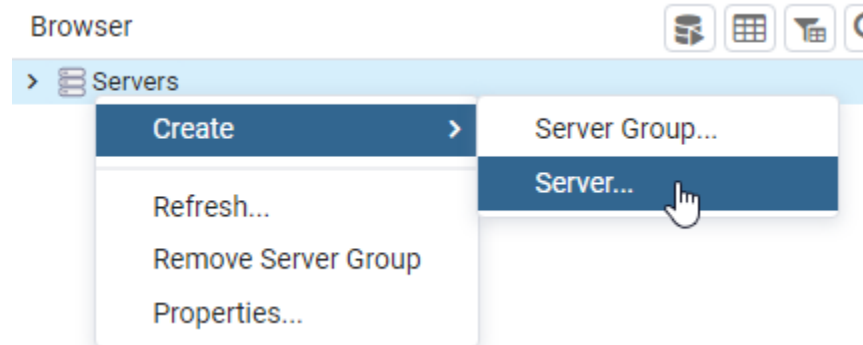 Browser
Servers
Create
Server Group...
Server...
Refresh...
Remove Server Group
Properties...